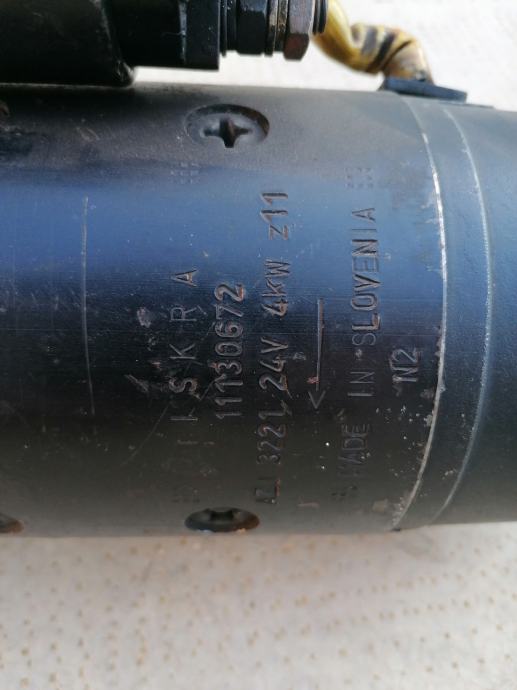 ISKRA
11130672
AZJ 3221 24V 4kW z11
MADE IN SLOVENIA
N2